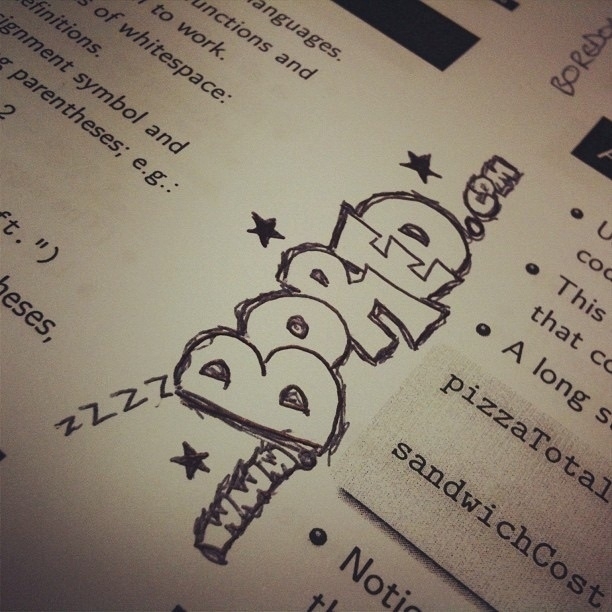 languages.
unctions and
efinitions.
to work.
s of whitespace:
ignment symbol and
g parentheses; e.g.:
2
ft.")
heses,
BOREDO
ZZZZ
WWW.
BORED
.COM
U
coo
This
that co
A long s
pizzaTotal
sandwichCost
Notic
th